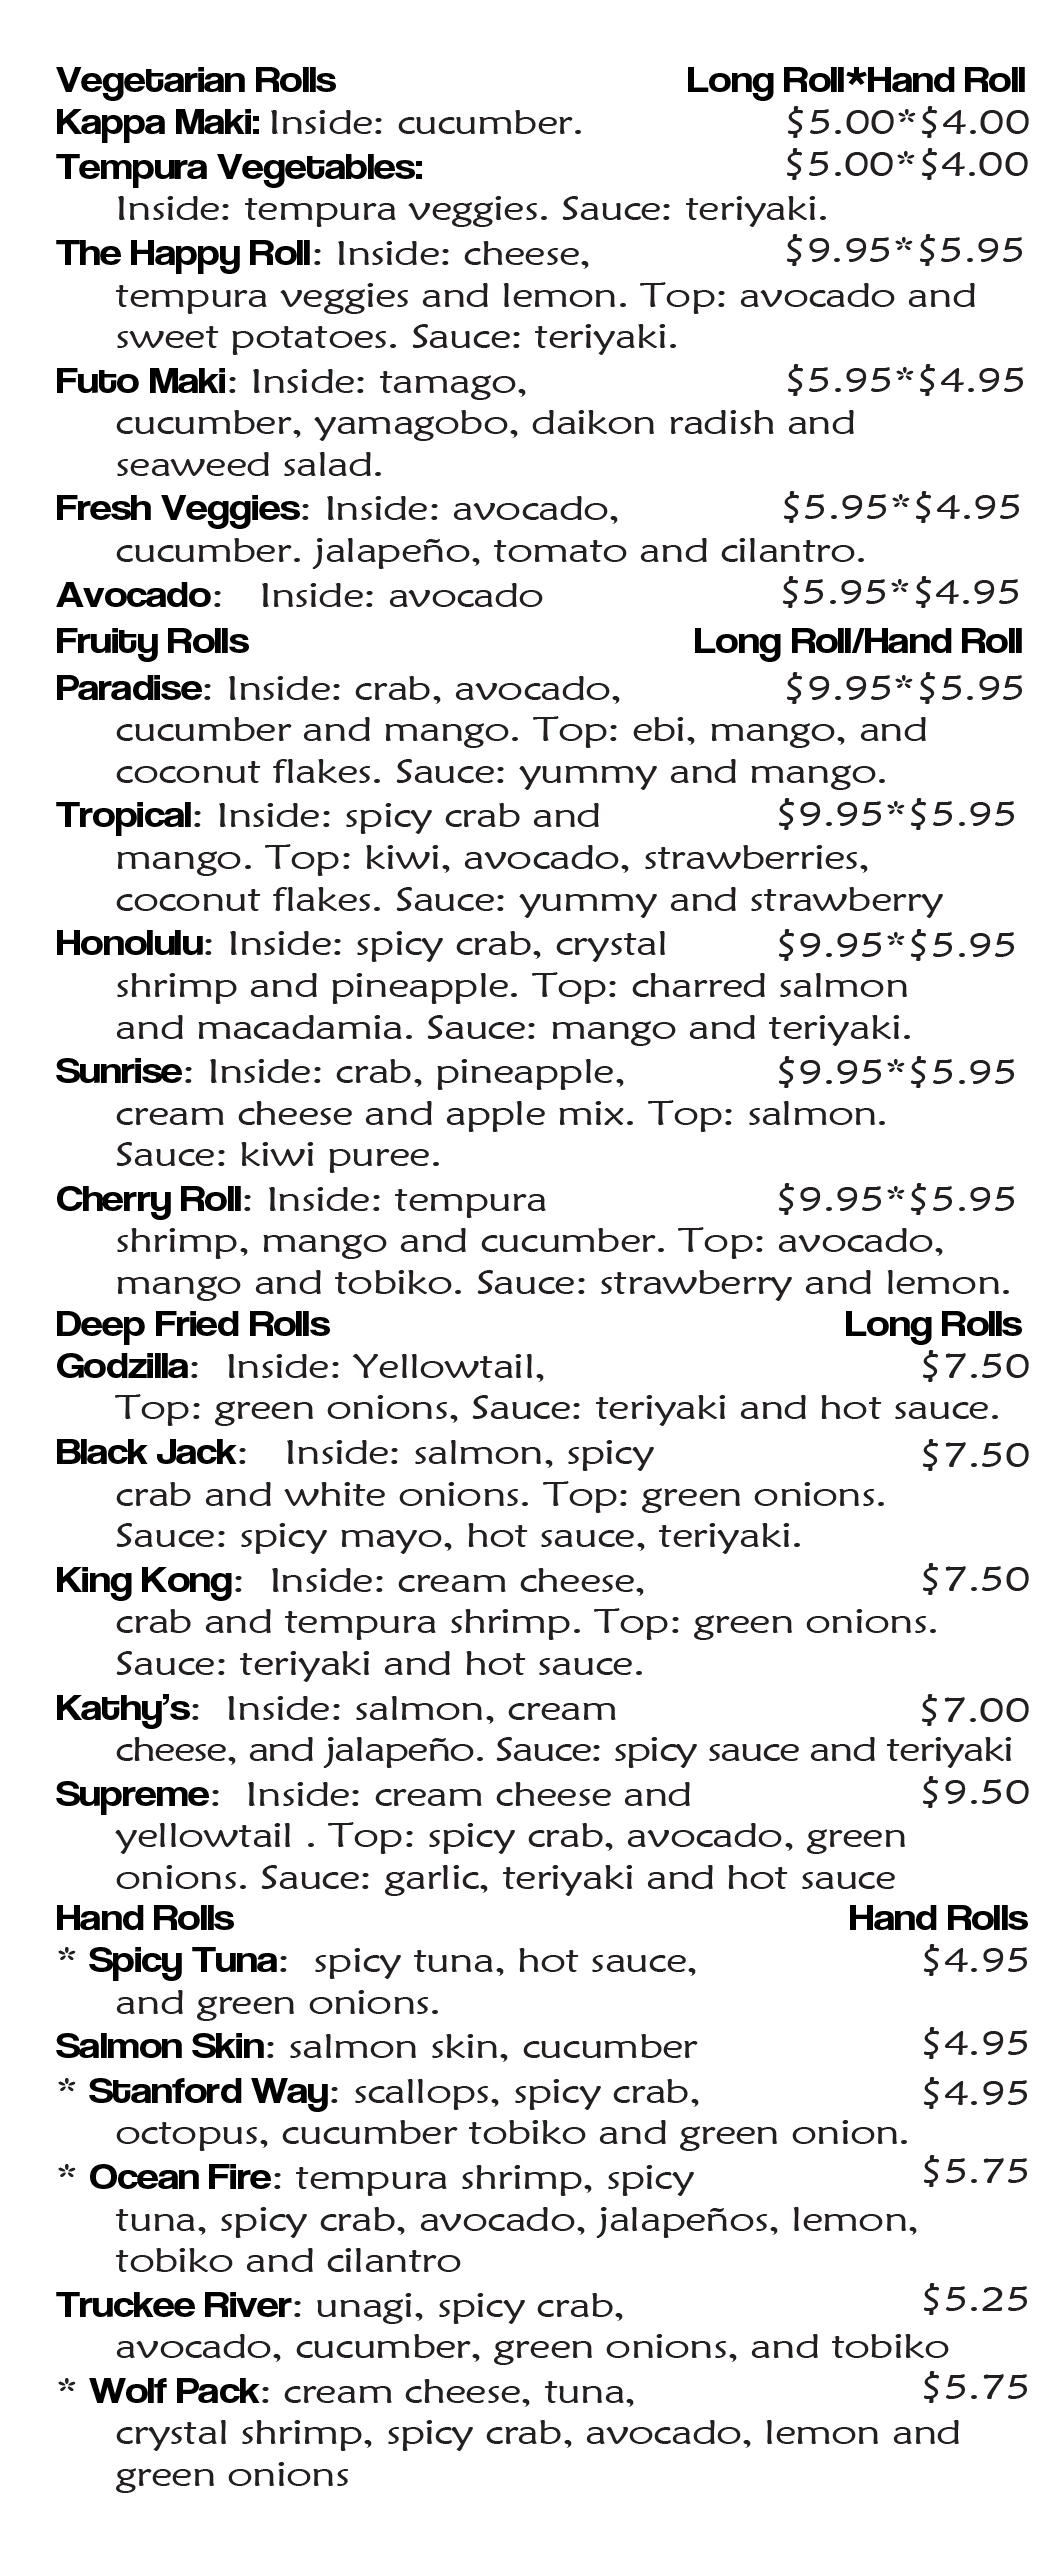 Vegetarian Rolls Long Roll*Hand Roll
Kappa Maki: Inside: cucumber. $5.00*$4.00
Tempura Vegetables: $5.00*$4.00
Inside: tempura veggies. Sauce: teriyaki.
The Happy Roll: Inside: cheese, $9.95*$5.95
tempura veggies and lemon. Top: avocado and
sweet potatoes. Sauce: teriyaki.
Futo Maki: Inside: tamago, $5.95*$4.95
cucumber, yamagobo, daikon radish and
seaweed salad.
Fresh Veggies: Inside: avocado, $5.95*$4.95
cucumber. jalapeño, tomato and cilantro.
Avocado: Inside: avocado $5.95*$4.95
Fruity Rolls Long Roll/Hand Roll
Paradise: Inside: crab, avocado, $9.95*$5.95
cucumber and mango. Top: ebi, mango, and
coconut flakes. Sauce: yummy and mango.
Tropical: Inside: spicy crab and $9.95*$5.95
mango. Top: kiwi, avocado, strawberries,
coconut flakes. Sauce: yummy and strawberry
Honolulu: Inside: spicy crab, crystal $9.95*$5.95
shrimp and pineapple. Top: charred salmon
and macadamia. Sauce: mango and teriyaki.
Sunrise: Inside: crab, pineapple, $9.95*$5.95
cream cheese and apple mix. Top: salmon.
Sauce: kiwi puree.
Cherry Roll: Inside: tempura $9.95*$5.95
shrimp, mango and cucumber. Top: avocado,
mango and tobiko. Sauce: strawberry and lemon.
Deep Fried Rolls Long Rolls
Godzilla: Inside: Yellowtail, $7.50
Top: green onions, Sauce: teriyaki and hot sauce.
Black Jack: Inside: salmon, spicy $7.50
crab and white onions. Top: green onions.
Sauce: spicy mayo, hot sauce, teriyaki.
King Kong: Inside: cream cheese, $7.50
crab and tempura shrimp. Top: green onions.
Sauce: teriyaki and hot sauce.
Kathy's: Inside: salmon, cream $7.00
cheese, and jalapeño. Sauce: spicy sauce and teriyaki
Supreme: Inside: cream cheese and $9.50
yellowtail . Top: spicy crab, avocado, green
onions. Sauce: garlic, teriyaki and hot sauce
Hand Rolls Hand Rolls
* Spicy Tuna: spicy tuna, hot sauce, $4.95
and green onions.
Salmon Skin: salmon skin, cucumber $4.95
* Stanford Way: scallops, spicy crab, $4.95
octopus, cucumber tobiko and green onion.
* Ocean Fire: tempura shrimp, spicy $5.75
tuna, spicy crab, avocado, jalapeños, lemon,
tobiko and cilantro
Truckee River: unagi, spicy crab, $5.25
avocado, cucumber, green onions, and tobiko
* Wolf Pack: cream cheese, tuna, $5.75
crystal shrimp, spicy crab, avocado, lemon and
green onions